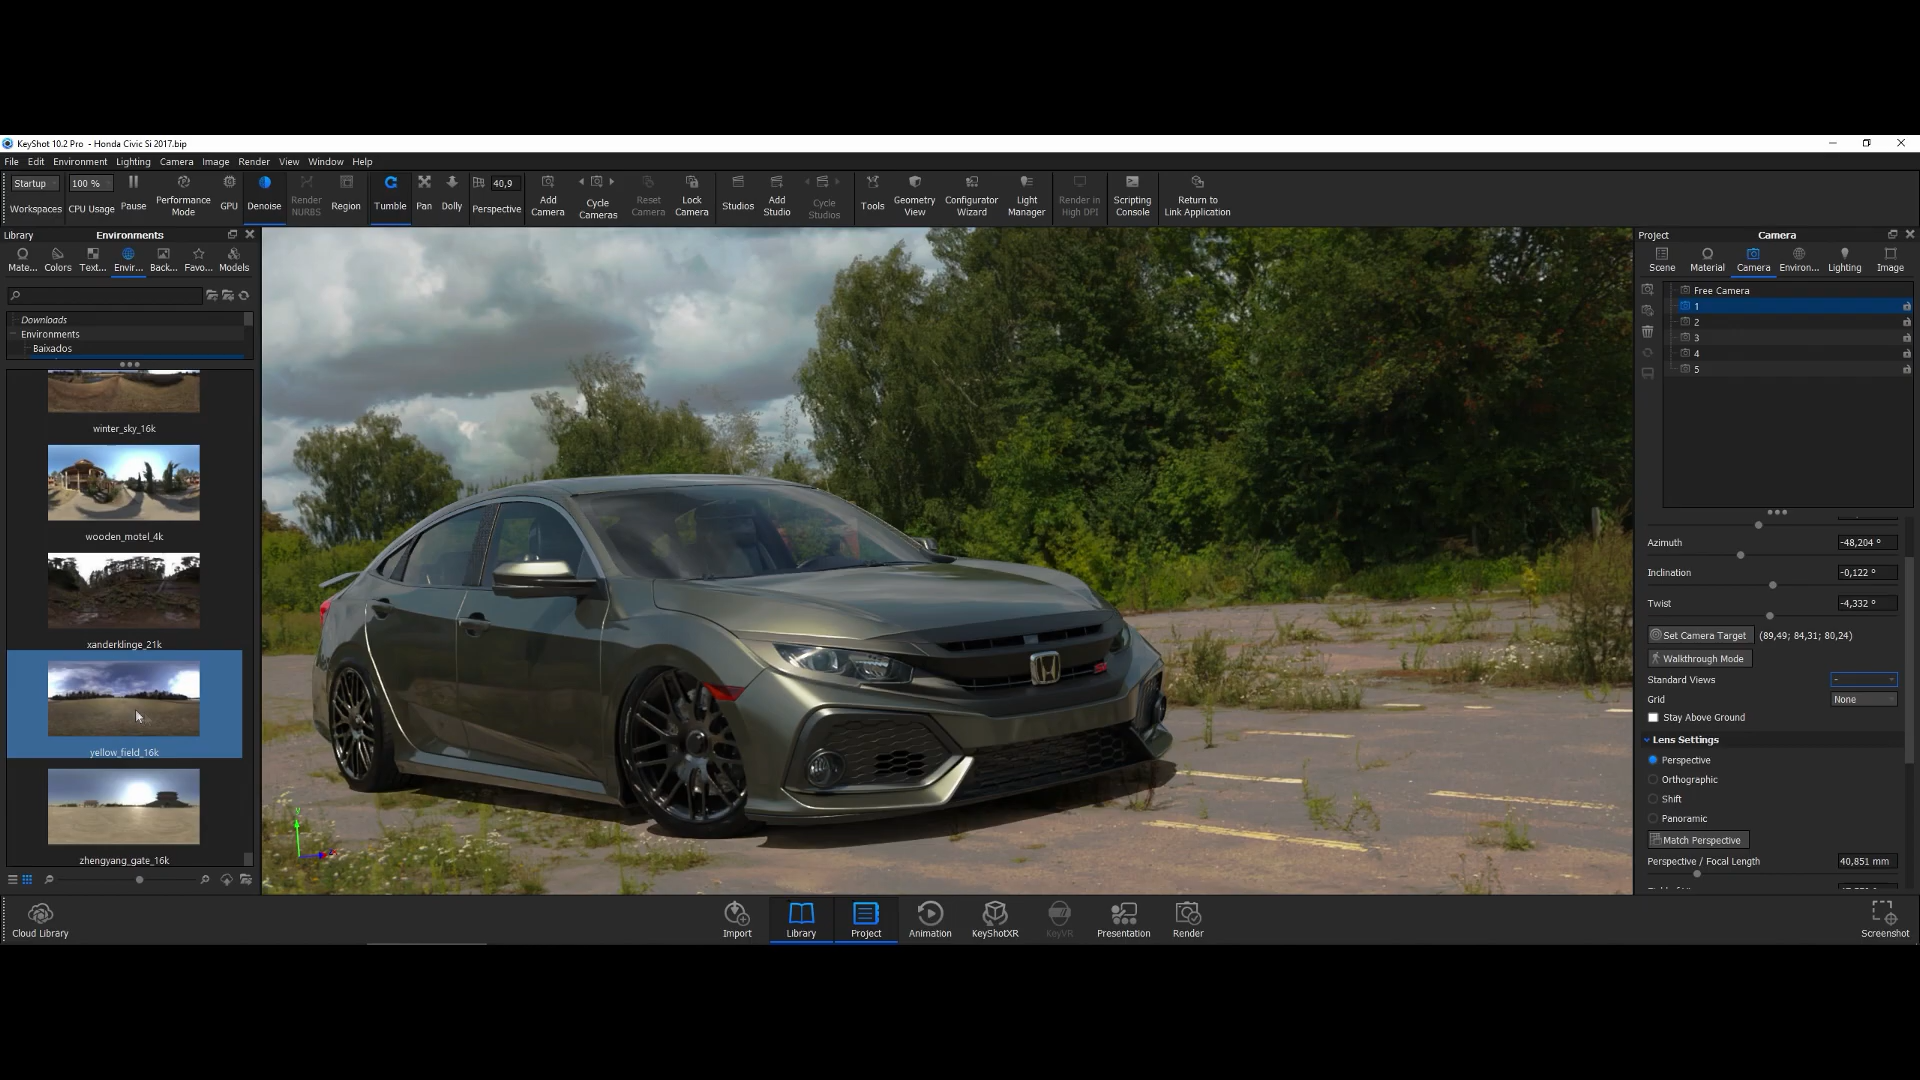 KeyShot 10.2 Pro - Honda Civic Si 2017.bip
File Edit Environment Lighting Camera Image Render View Window Help
Startup 100 % 40,9
Workspaces CPU Usage Pause Performance Mode GPU Denoise Render NURBS Region Tumble Pan Dolly Perspective Add Camera Cycle Cameras Reset Camera Lock Camera Studios Add Studio Cycle Studios Tools Geometry View Configurator Wizard Light Manager Render in High DPI Scripting Console Return to Link Application
Library Environments
Mate... Colors Text... Envir... Back... Favo... Models
Downloads
Environments
Baixados
winter_sky_16k
wooden_motel_4k
xanderklinge_21k
yellow_field_16k
zhengyang_gate_16k
Y
Project Camera
Scene Material Camera Environ... Lighting Image
Free Camera
1
2
3
4
5
Azimuth -48,204 °
Inclination -0,122 °
Twist -4,332 °
Set Camera Target (89,49; 84,31; 80,24)
Walkthrough Mode
Standard Views -
Grid None
Stay Above Ground
Lens Settings
Perspective
Orthographic
Shift
Panoramic
Match Perspective
Perspective / Focal Length 40,851 mm
Cloud Library Import Library Project Animation KeyShotXR KeyVR Presentation Render Screenshot